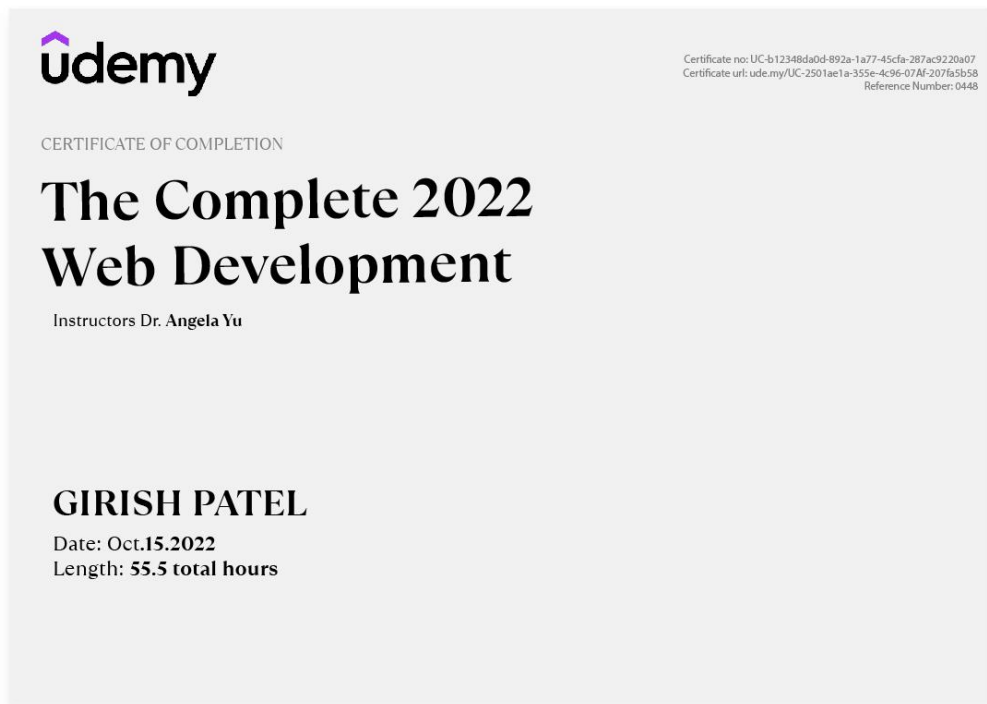 udemy
Certificate no: UC-b12348da0d-892a-1a77-45cfa-287ac9220a07
Certificate url: ude.my/UC-2501ae1a-355e-4c96-07Af-207fa5b58
Reference Number: 0448
CERTIFICATE OF COMPLETION
The Complete 2022
Web Development
Instructors Dr. Angela Yu
GIRISH PATEL
Date: Oct.15.2022
Length: 55.5 total hours